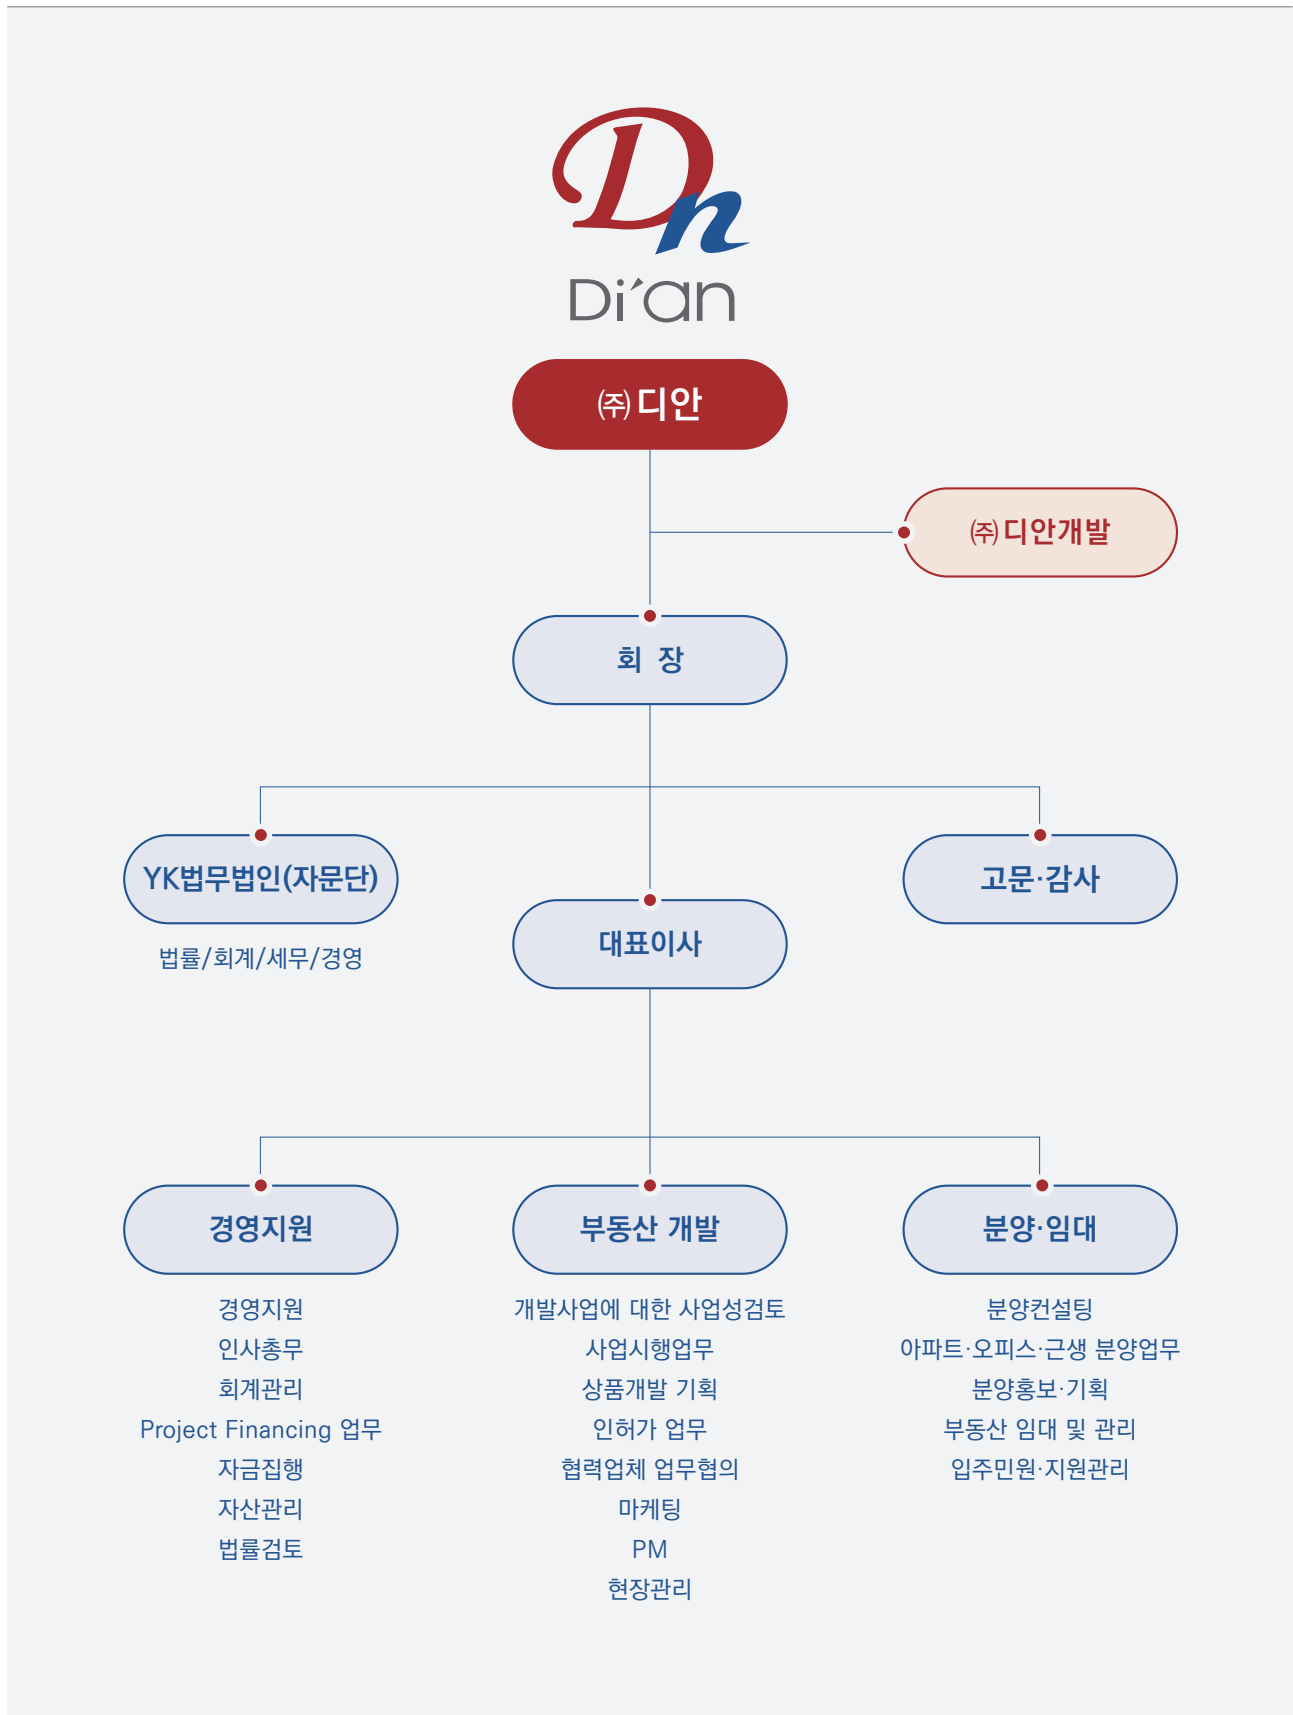 Dn
Di'an
㈜디안
㈜디안개발
회 장
YK법무법인(자문단)
법률/회계/세무/경영
대표이사
고문·감사
경영지원
경영지원
인사총무
회계관리
Project Financing 업무
자금집행
자산관리
법률검토
부동산 개발
개발사업에 대한 사업성검토
사업시행업무
상품개발 기획
인허가 업무
협력업체 업무협의
마케팅
PM
현장관리
분양·임대
분양컨설팅
아파트·오피스·근생 분양업무
분양홍보·기획
부동산 임대 및 관리
입주민원·지원관리